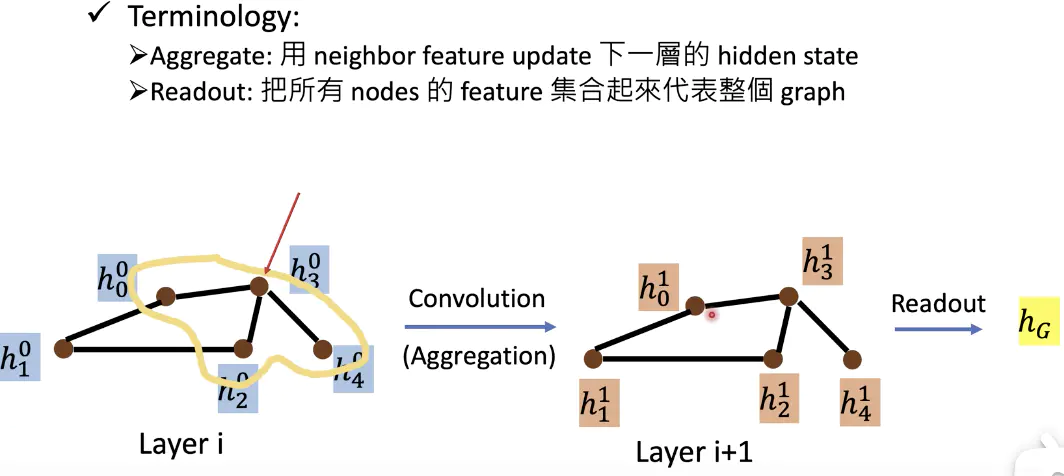 ✓ Terminology:
➢Aggregate: 用 neighbor feature update 下一層的 hidden state
➢Readout: 把所有 nodes 的 feature 集合起來代表整個 graph
h_0^0
h_3^0
h_1^0
h_2^0
h_4^0
Layer i
Convolution
(Aggregation)
h_0^1
h_3^1
h_1^1
h_2^1
h_4^1
Layer i+1
Readout
h_G